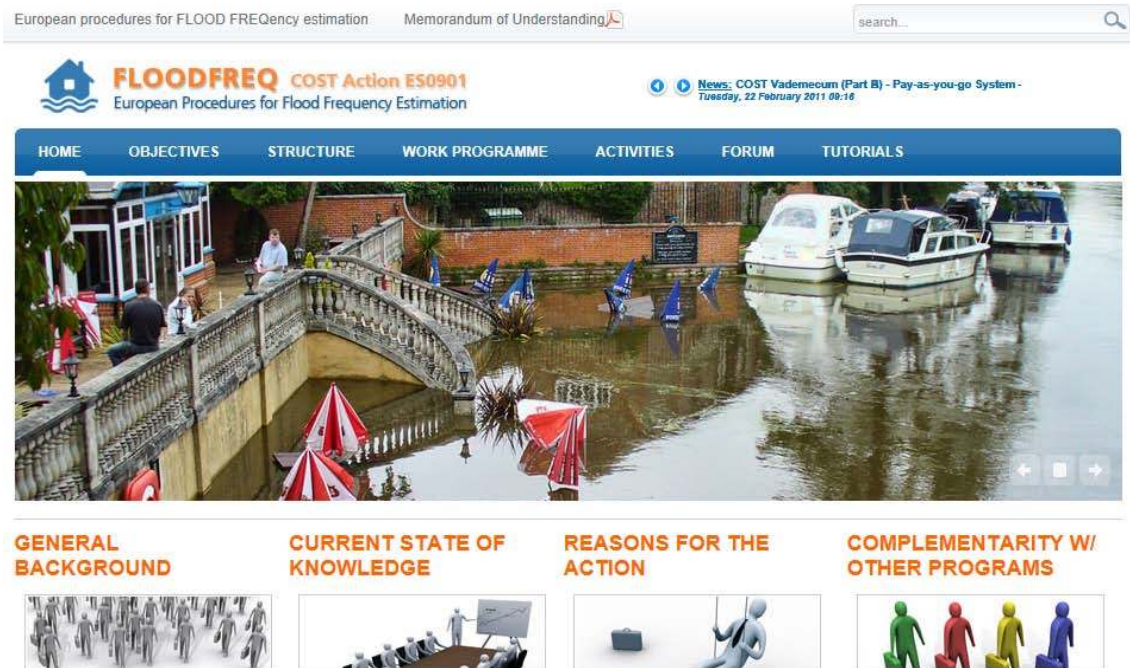 European procedures for FLOOD FREQency estimation Memorandum of Understanding
search...
FLOODFREQ COST Action ES0901
European Procedures for Flood Frequency Estimation
News: COST Vademecum (Part B) - Pay-as-you-go System -
Tuesday, 22 February 2011 09:16
HOME OBJECTIVES STRUCTURE WORK PROGRAMME ACTIVITIES FORUM TUTORIALS
GENERAL
BACKGROUND
CURRENT STATE OF
KNOWLEDGE
REASONS FOR THE
ACTION
COMPLEMENTARITY W/
OTHER PROGRAMS